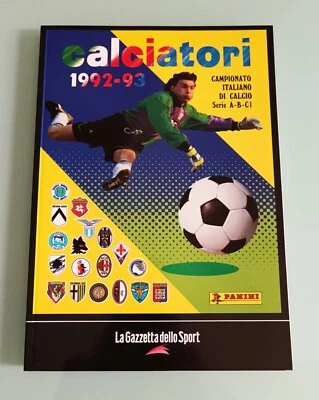 calciatori
1992-93
CAMPIONATO
ITALIANO
DI CALCIO
Serie A-B-C1
PANINI
La Gazzetta dello Sport